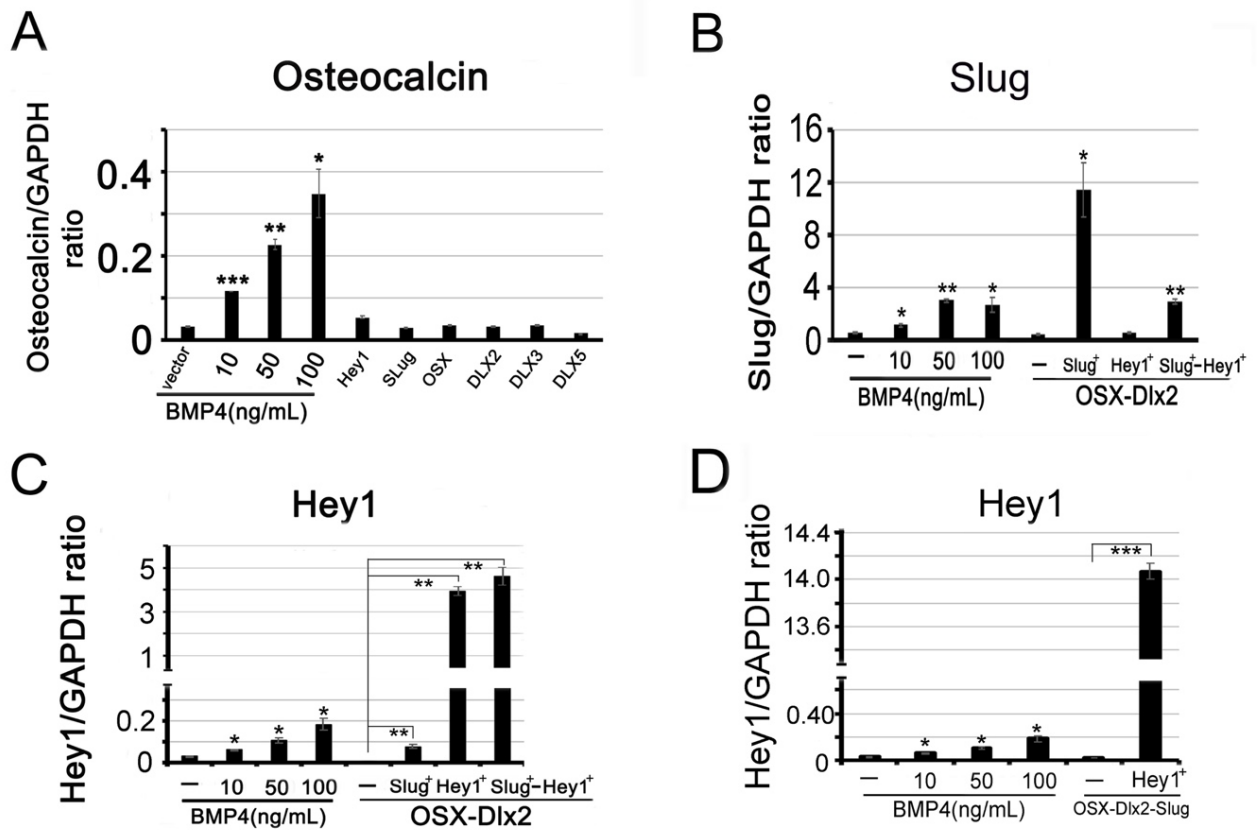 A
Osteocalcin
Osteocalcin/GAPDH
ratio
0.4
0.2
0
***
**
*
vector
10
50
100
Hey1
SLug
OSX
DLX2
DLX3
DLX5
BMP4(ng/mL)
B
Slug
Slug/GAPDH ratio
16
12
8
4
0
* ** * * **
– 10 50 100 – Slug+ Hey1+ Slug-Hey1+
BMP4(ng/mL) OSX-Dlx2
C
Hey1
Hey1/GAPDH ratio
5
3
1
0.2
0
* * * ** ** **
– 10 50 100 – Slug+ Hey1+ Slug+-Hey1+
BMP4(ng/mL) OSX-Dlx2
D
Hey1
Hey1/GAPDH ratio
14.4
14.0
13.6
0.40
0
* * * ***
– 10 50 100 – Hey1+
BMP4(ng/mL) OSX-Dlx2-Slug